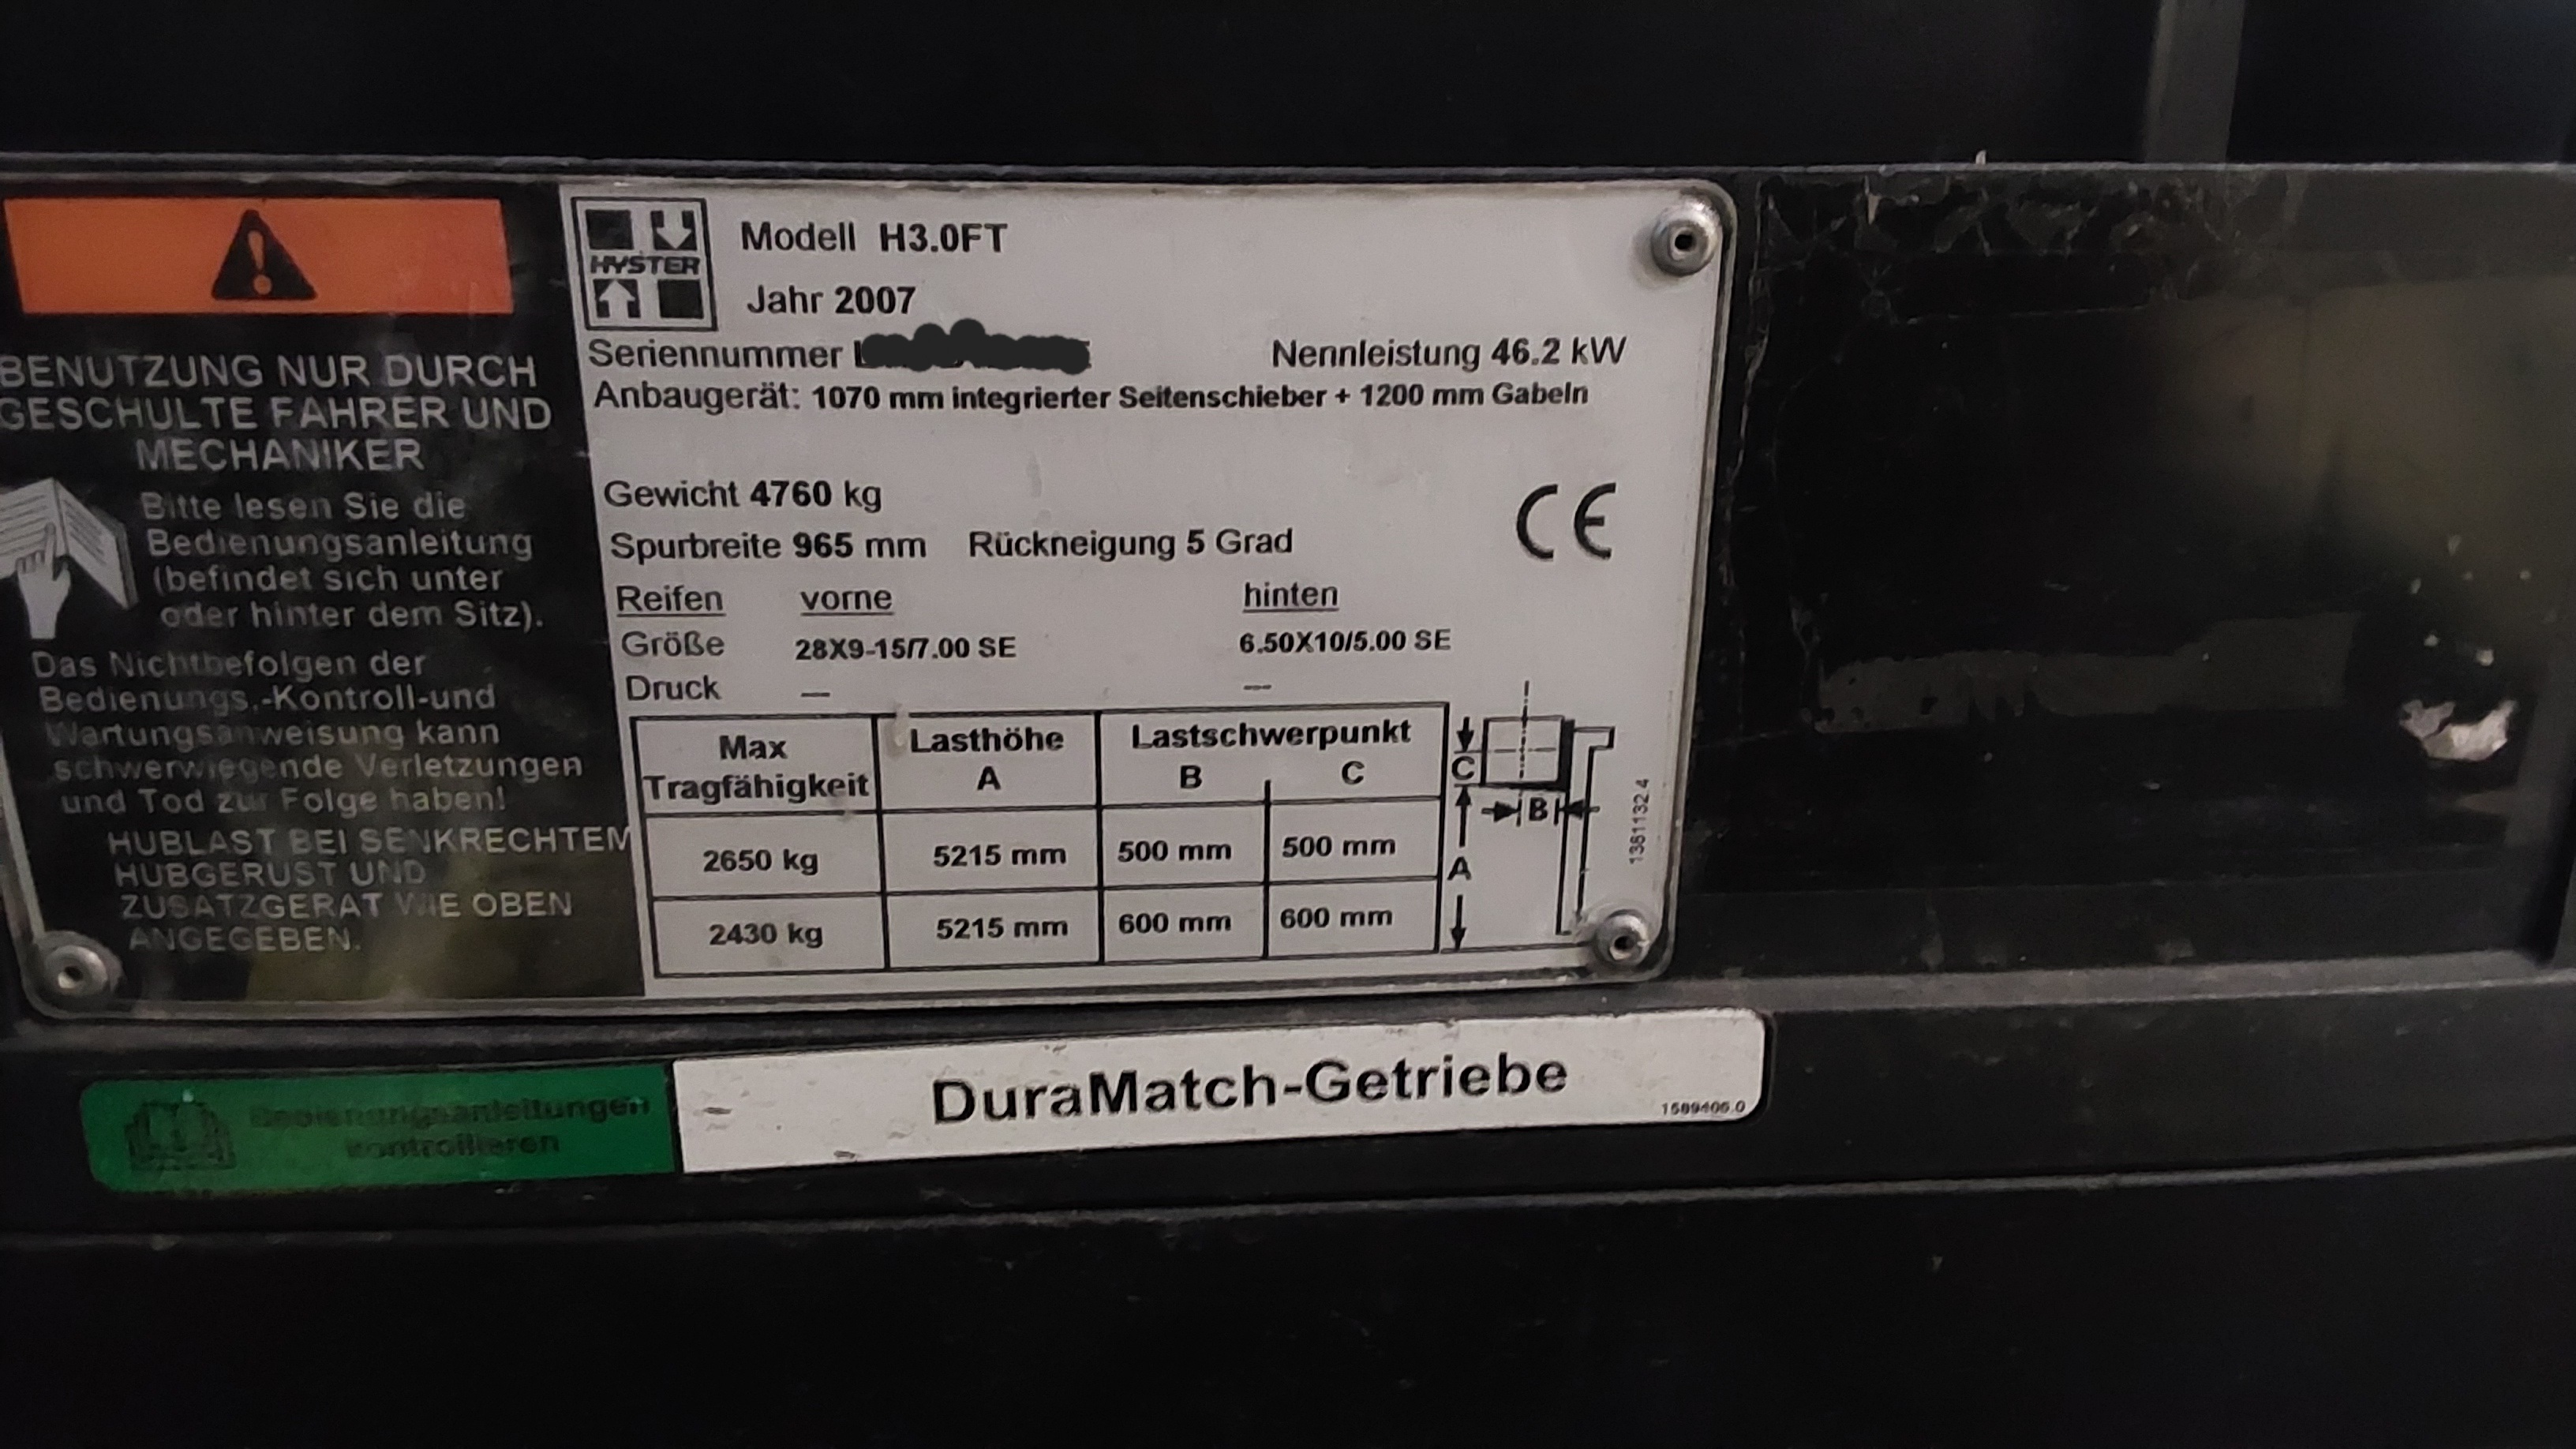 BENUTZUNG NUR DURCH
GESCHULTE FAHRER UND
MECHANIKER
Bitte lesen Sie die
Bedienungsanleitung
(befindet sich unter
oder hinter dem Sitz).
Das Nichtbefolgen der
Bedienungs,-Kontroll-und
Wartungsanweisung kann
schwerwiegende Verletzungen
und Tod zur Folge haben!
HUBLAST BEI SENKRECHTEM
HUBGERUST UND
ZUSATZGERAT WIE OBEN
ANGEGEBEN.
HYSTER
Modell H3.0FT
Jahr 2007
Seriennummer
Nennleistung 46.2 kW
Anbaugerät: 1070 mm integrierter Seitenschieber + 1200 mm Gabeln
Gewicht 4760 kg
CE
Spurbreite 965 mm Rückneigung 5 Grad
Reifen vorne hinten
Größe 28X9-15/7.00 SE 6.50X10/5.00 SE
Druck — —
Max Tragfähigkeit Lasthöhe A Lastschwerpunkt B C
2650 kg 5215 mm 500 mm 500 mm
2430 kg 5215 mm 600 mm 600 mm
C
B
A
Bedienungsanleitungen
kontrollieren
DuraMatch-Getriebe